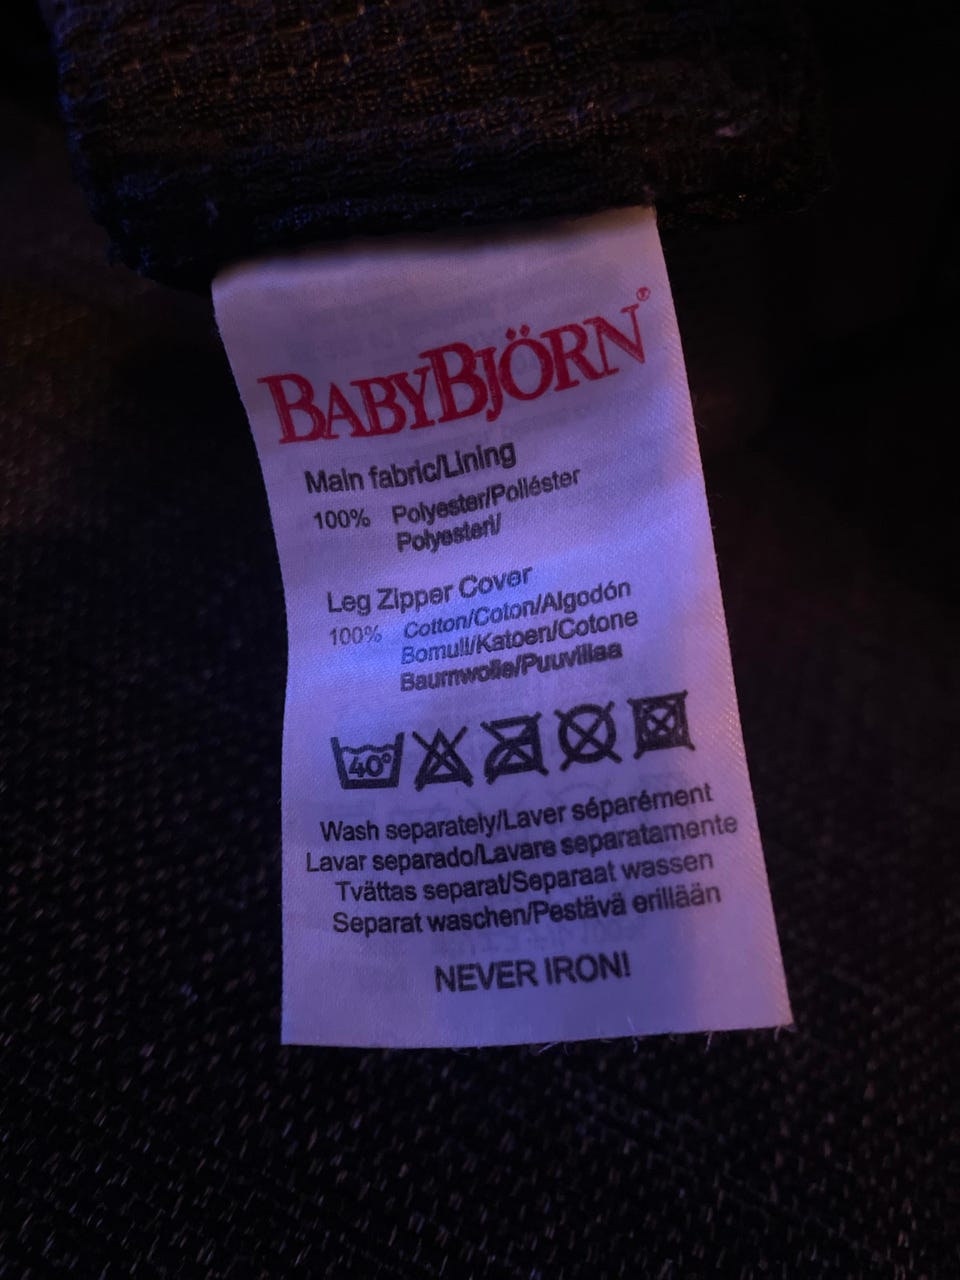 BABYBJÖRN®
Main fabric/Lining
100% Polyester/Poliéster
Polyesteri/
Leg Zipper Cover
100% Cotton/Coton/Algodón
Bomull/Katoen/Cotone
Baumwolle/Puuvillaa
40°
Wash separately/Laver séparément
Lavar separado/Lavare separatamente
Tvättas separat/Separaat wassen
Separat waschen/Pestävä erillään
NEVER IRON!